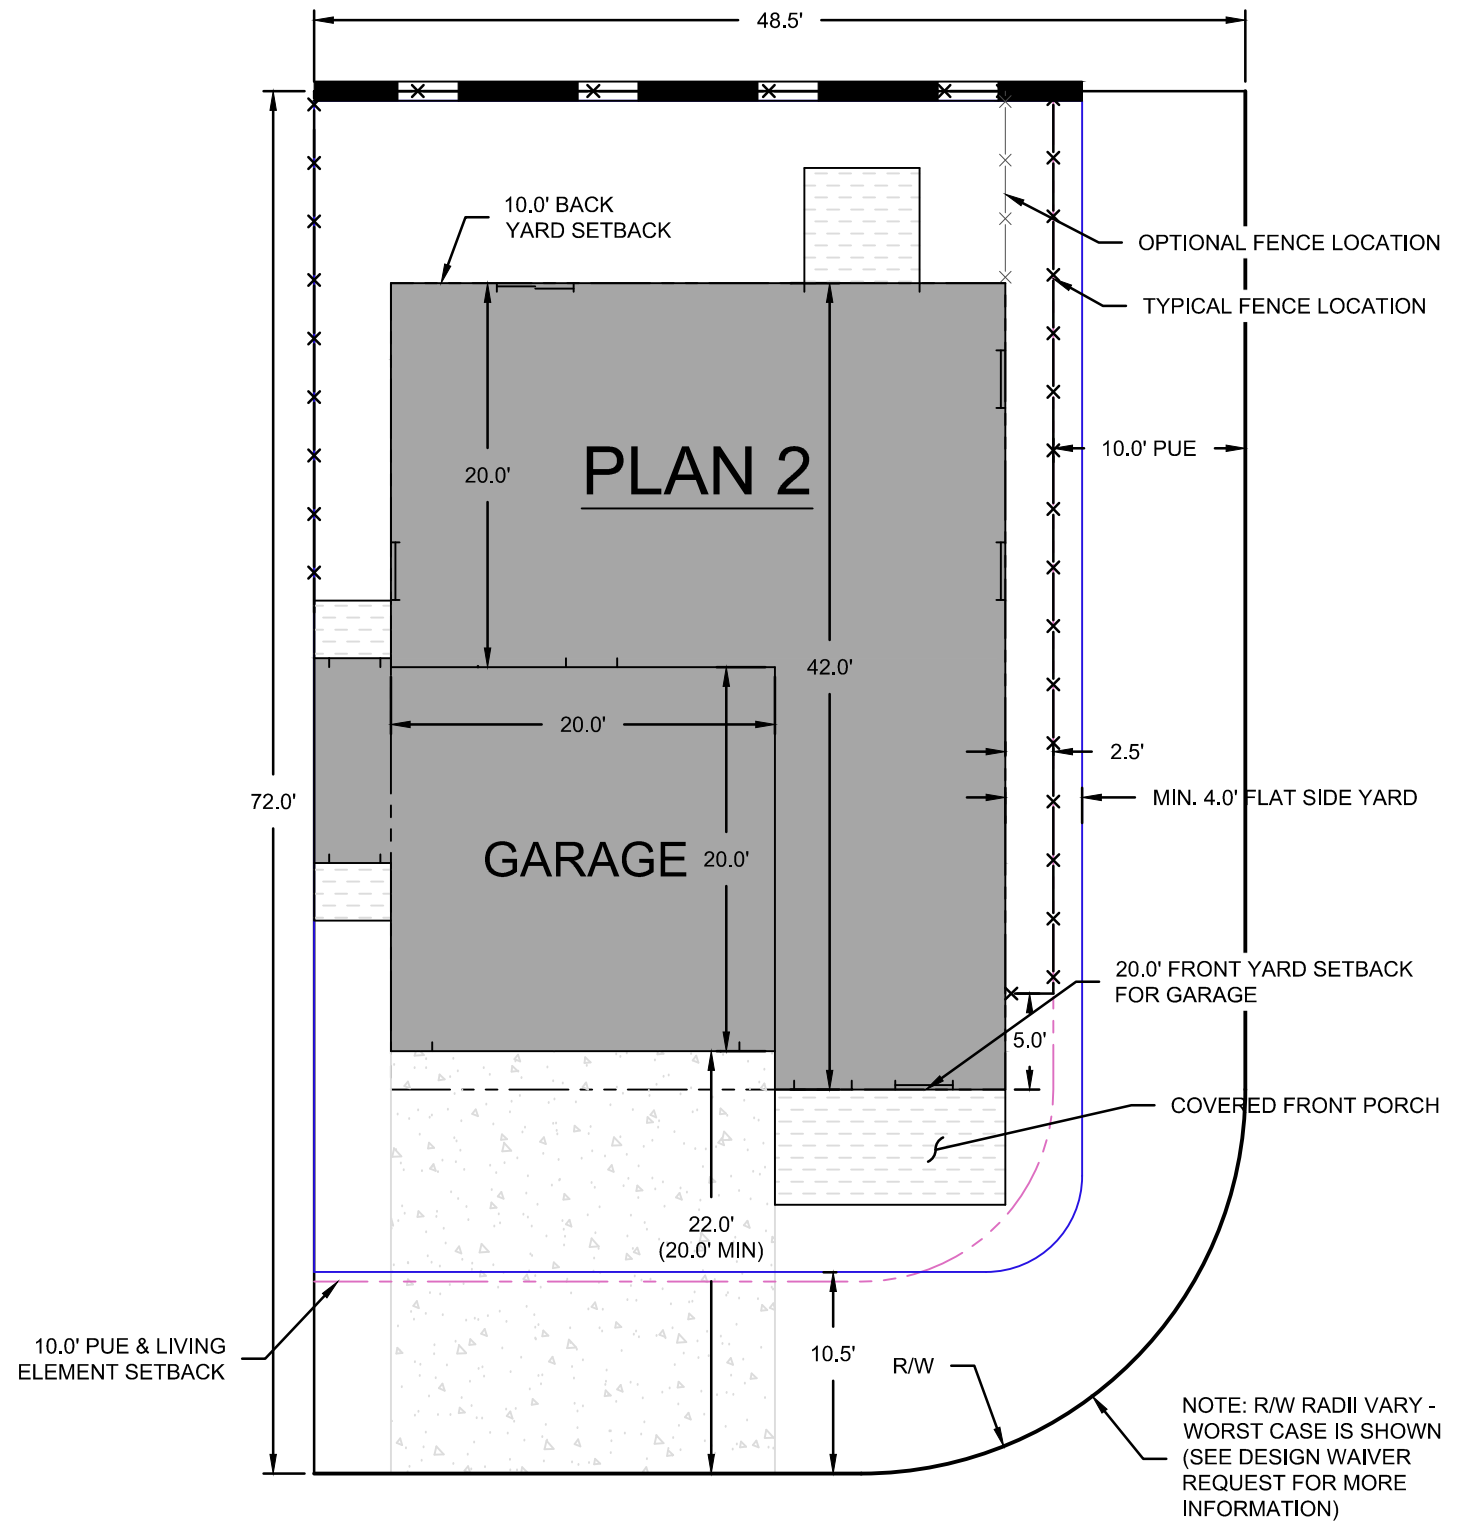 48.5'
10.0' BACK
YARD SETBACK
OPTIONAL FENCE LOCATION
TYPICAL FENCE LOCATION
10.0' PUE
20.0'
PLAN 2
42.0'
20.0'
2.5'
72.0'
MIN. 4.0' FLAT SIDE YARD
GARAGE
20.0'
20.0' FRONT YARD SETBACK
FOR GARAGE
5.0'
COVERED FRONT PORCH
22.0'
(20.0' MIN)
10.0' PUE & LIVING
ELEMENT SETBACK
10.5'
R/W
NOTE: R/W RADII VARY -
WORST CASE IS SHOWN
(SEE DESIGN WAIVER
REQUEST FOR MORE
INFORMATION)